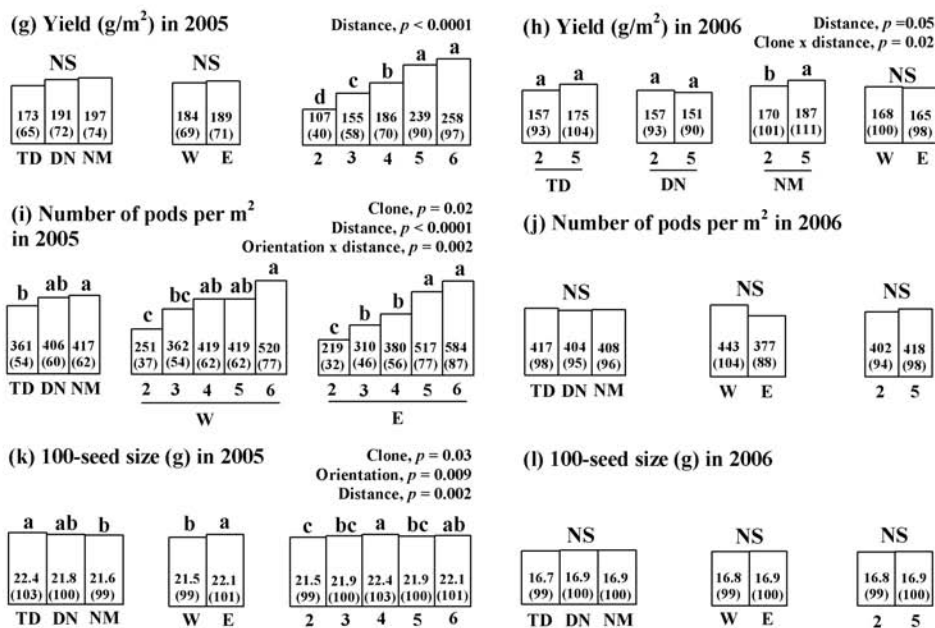 (g) Yield (g/m²) in 2005
Distance, p < 0.0001
NS
NS
d c b a a
173 191 197
(65) (72) (74)
TD DN NM
184 189
(69) (71)
W E
107 155 186 239 258
(40) (58) (70) (90) (97)
2 3 4 5 6
(h) Yield (g/m²) in 2006
Distance, p =0.05
Clone x distance, p = 0.02
a a
a a
b a
NS
157 175
(93) (104)
2 5
TD
157 151
(93) (90)
2 5
DN
170 187
(101) (111)
2 5
NM
168 165
(100) (98)
W E
(i) Number of pods per m²
in 2005
Clone, p = 0.02
Distance, p < 0.0001
Orientation x distance, p = 0.002
b ab a
361 406 417
(54) (60) (62)
TD DN NM
c bc ab ab a
251 362 419 419 520
(37) (54) (62) (62) (77)
2 3 4 5 6
W
c b b a a
219 310 380 517 584
(32) (46) (56) (77) (87)
2 3 4 5 6
E
(j) Number of pods per m² in 2006
NS
417 404 408
(98) (95) (96)
TD DN NM
NS
443 377
(104) (88)
W E
NS
402 418
(94) (98)
2 5
(k) 100-seed size (g) in 2005
Clone, p = 0.03
Orientation, p = 0.009
Distance, p = 0.002
a ab b
22.4 21.8 21.6
(103) (100) (99)
TD DN NM
b a
21.5 22.1
(99) (101)
W E
c bc a bc ab
21.5 21.9 22.4 21.9 22.1
(99) (100) (103) (100) (101)
2 3 4 5 6
(l) 100-seed size (g) in 2006
NS
16.7 16.9 16.9
(99) (100) (100)
TD DN NM
NS
16.8 16.9
(99) (100)
W E
NS
16.8 16.9
(99) (100)
2 5